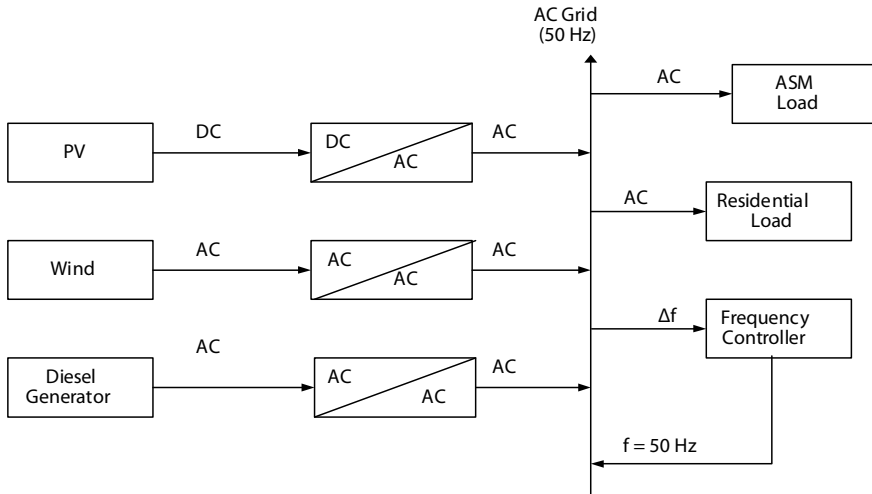 AC Grid
(50 Hz)
AC
ASM
Load
PV
DC
DC
AC
AC
AC
Residential
Load
Wind
AC
AC
AC
AC
Δf
Frequency
Controller
Diesel
Generator
AC
AC
AC
AC
f = 50 Hz